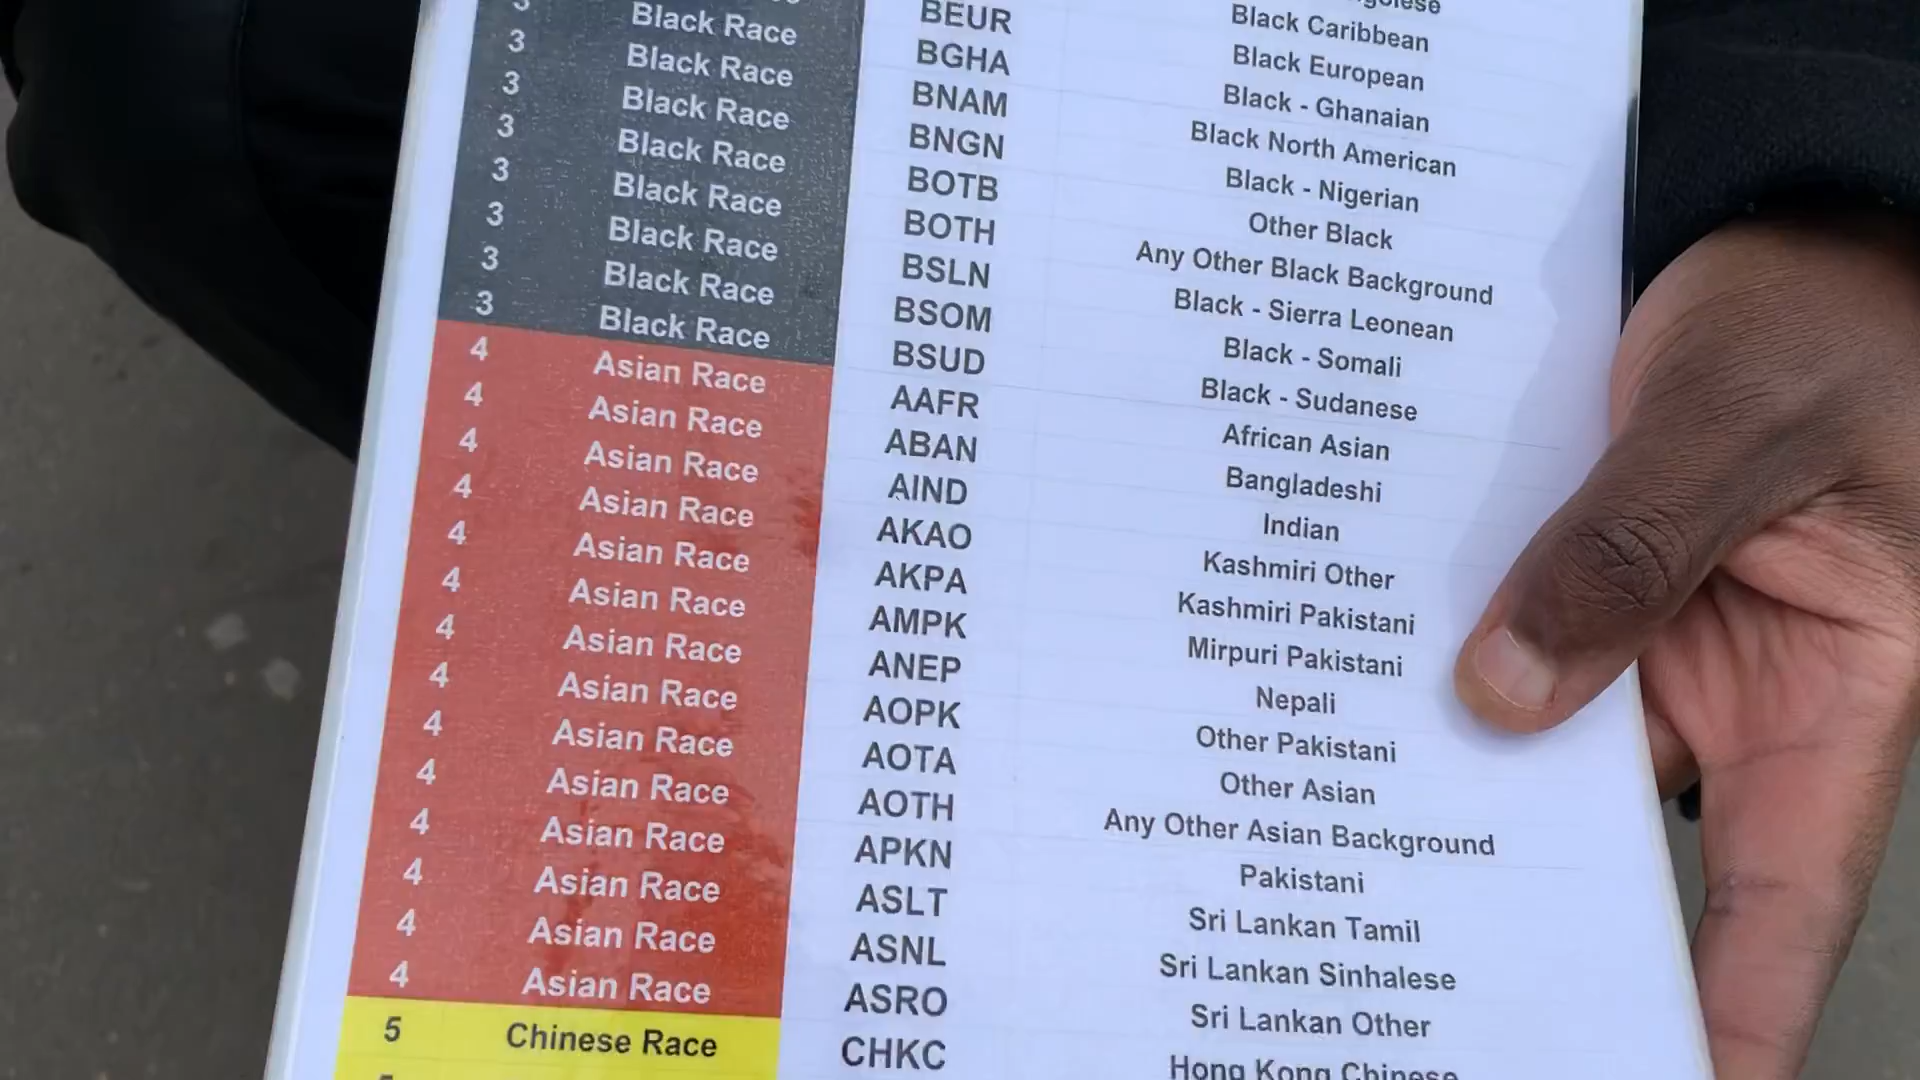 Black Caribbean
BEUR Black European
3 Black Race BGHA Black - Ghanaian
3 Black Race BNAM Black North American
3 Black Race BNGN Black - Nigerian
3 Black Race BOTB Other Black
3 Black Race BOTH Any Other Black Background
3 Black Race BSLN Black - Sierra Leonean
3 Black Race BSOM Black - Somali
3 Black Race BSUD Black - Sudanese
4 Asian Race AAFR African Asian
4 Asian Race ABAN Bangladeshi
4 Asian Race AIND Indian
4 Asian Race AKAO Kashmiri Other
4 Asian Race AKPA Kashmiri Pakistani
4 Asian Race AMPK Mirpuri Pakistani
4 Asian Race ANEP Nepali
4 Asian Race AOPK Other Pakistani
4 Asian Race AOTA Other Asian
4 Asian Race AOTH Any Other Asian Background
4 Asian Race APKN Pakistani
4 Asian Race ASLT Sri Lankan Tamil
4 Asian Race ASNL Sri Lankan Sinhalese
4 Asian Race ASRO Sri Lankan Other
5 Chinese Race CHKC Hong Kong Chinese